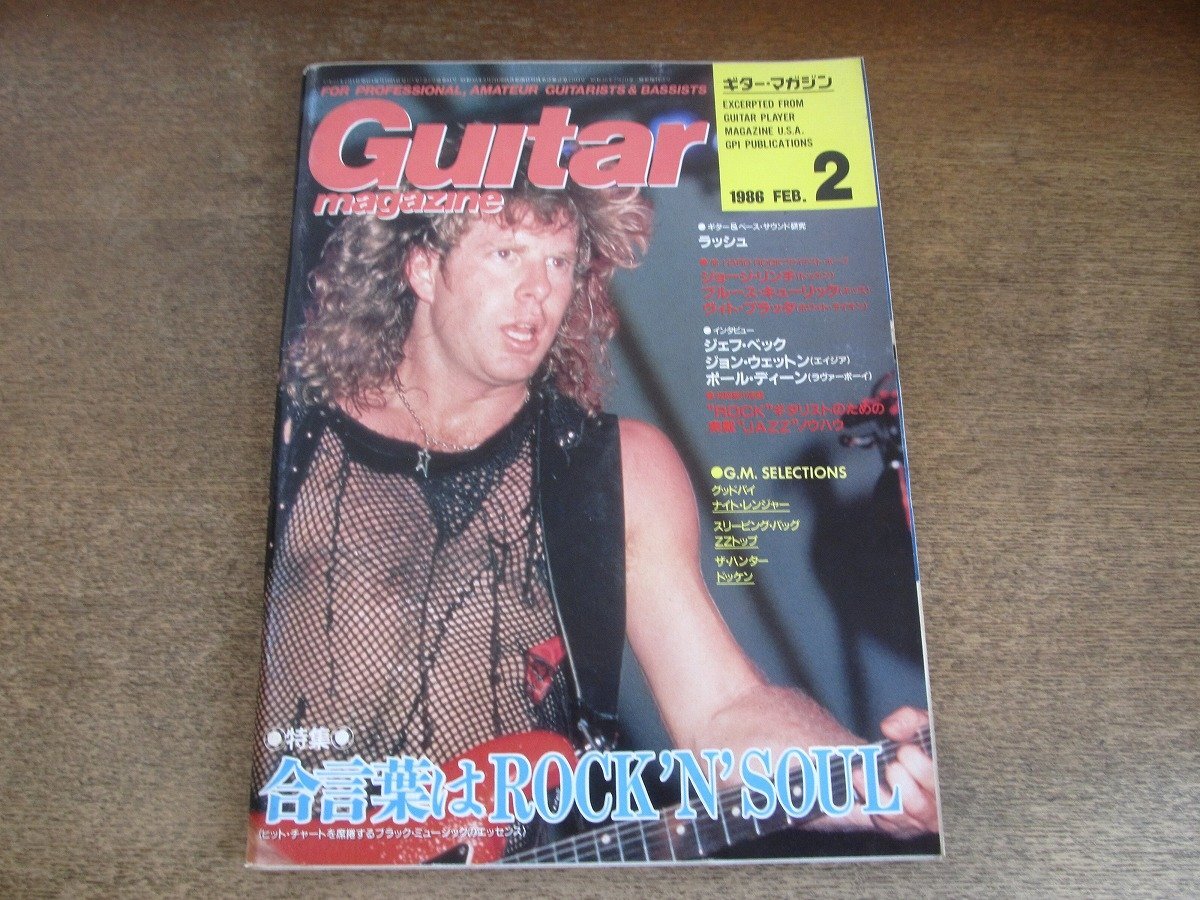 FOR PROFESSIONAL, AMATEUR GUITARISTS & BASSISTS
Guitar
magazine
ギター・マガジン
EXCERPTED FROM
GUITAR PLAYER
MAGAZINE U.S.A.
GPI PUBLICATIONS
1986 FEB. 2
●ギター&ベース・サウンド研究
ラッシュ
ジョージ・リンチ
ブルース・キューリック
●インタビュー
ジェフ・ベック
ジョン・ウェットン(エイジア)
ポール・ディーン(ラヴァーボーイ)
"ROCK"ギタリストのための
"JAZZ"ノウハウ
●G.M. SELECTIONS
グッドバイ
ナイト・レンジャー
スリーピング・バッグ
ZZトップ
ザ・ハンター
ドッケン
●特集●
合言葉はROCK'N'SOUL
(ヒット・チャートを席捲するブラック・ミュージックのエッセンス)